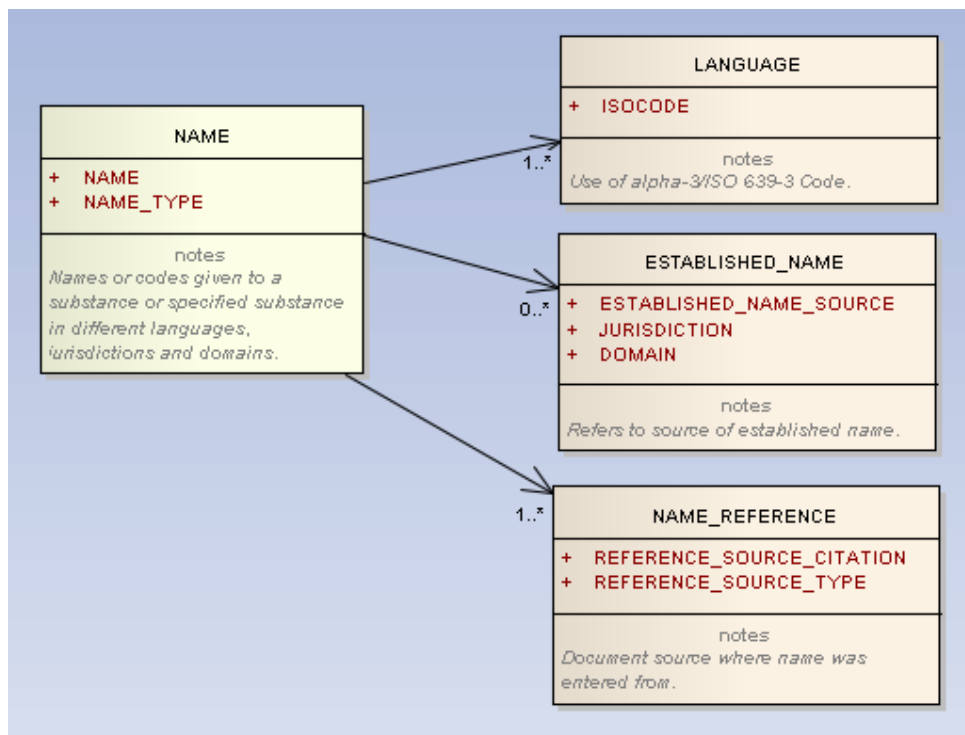 NAME
+ NAME
+ NAME_TYPE
notes
Names or codes given to a
substance or specified substance
in different languages,
jurisdictions and domains.
1..*
0..*
1..*
LANGUAGE
+ ISOCODE
notes
Use of alpha-3/ISO 639-3 Code.
ESTABLISHED_NAME
+ ESTABLISHED_NAME_SOURCE
+ JURISDICTION
+ DOMAIN
notes
Refers to source of established name.
NAME_REFERENCE
+ REFERENCE_SOURCE_CITATION
+ REFERENCE_SOURCE_TYPE
notes
Document source where name was
entered from.